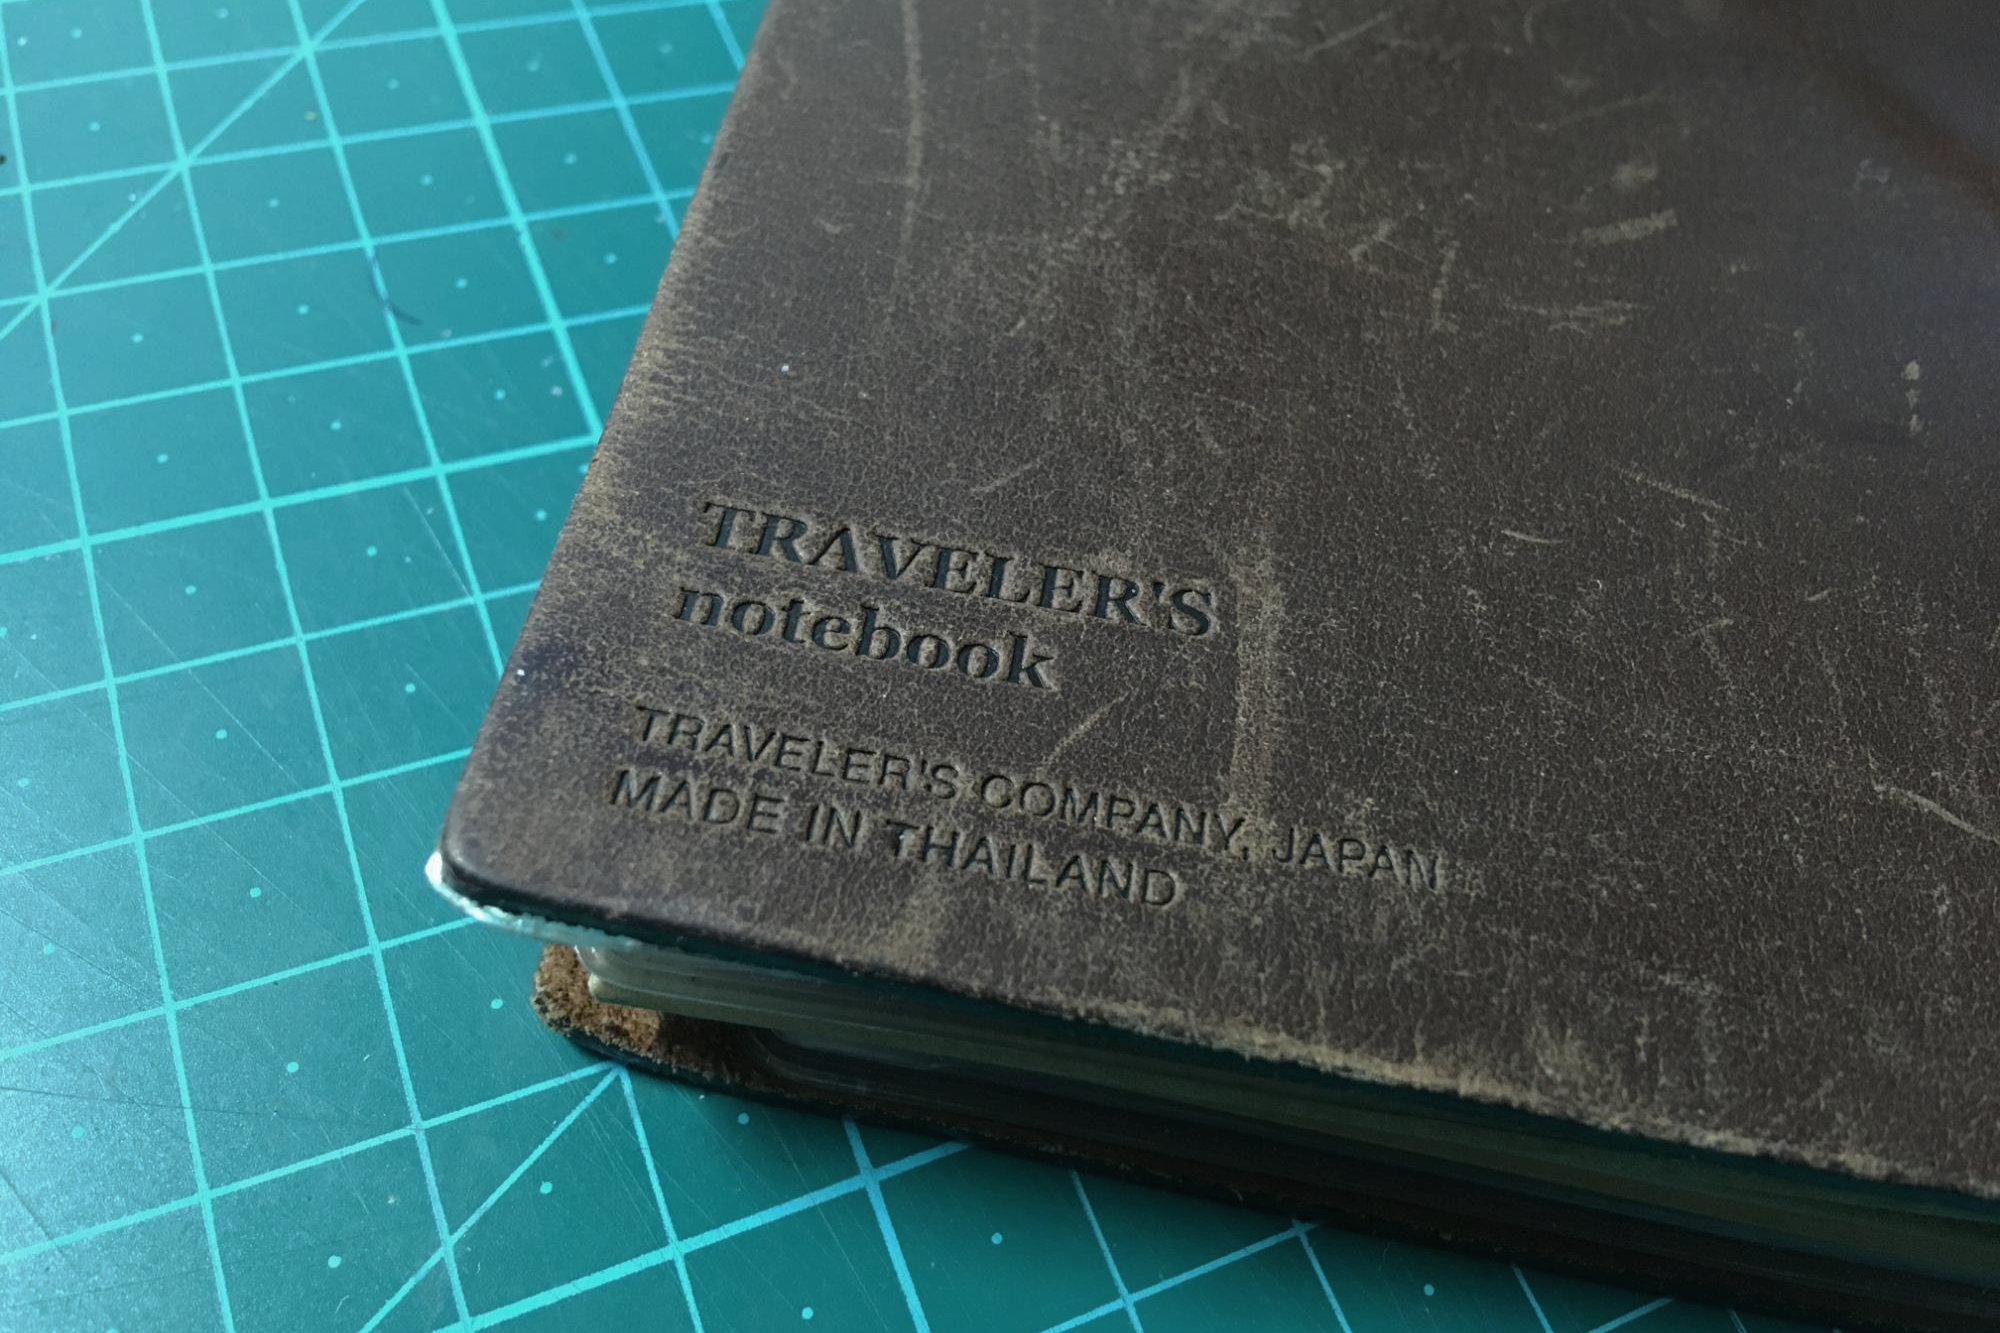 TRAVELER'S
notebook
TRAVELER'S COMPANY, JAPAN
MADE IN THAILAND